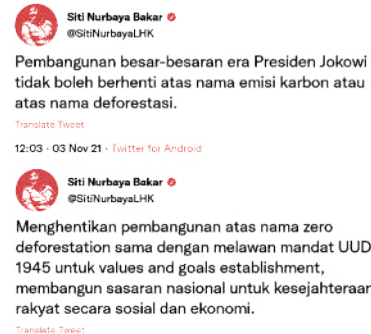 Siti Nurbaya Bakar
@SitiNurbayaLHK
Pembangunan besar-besaran era Presiden Jokowi
tidak boleh berhenti atas nama emisi karbon atau
atas nama deforestasi.
Translate Tweet
12:03 · 03 Nov 21 · Twitter for Android
Siti Nurbaya Bakar
@SitiNurbayaLHK
Menghentikan pembangunan atas nama zero
deforestation sama dengan melawan mandat UUD
1945 untuk values and goals establishment,
membangun sasaran nasional untuk kesejahteraan
rakyat secara sosial dan ekonomi.
Translate Tweet